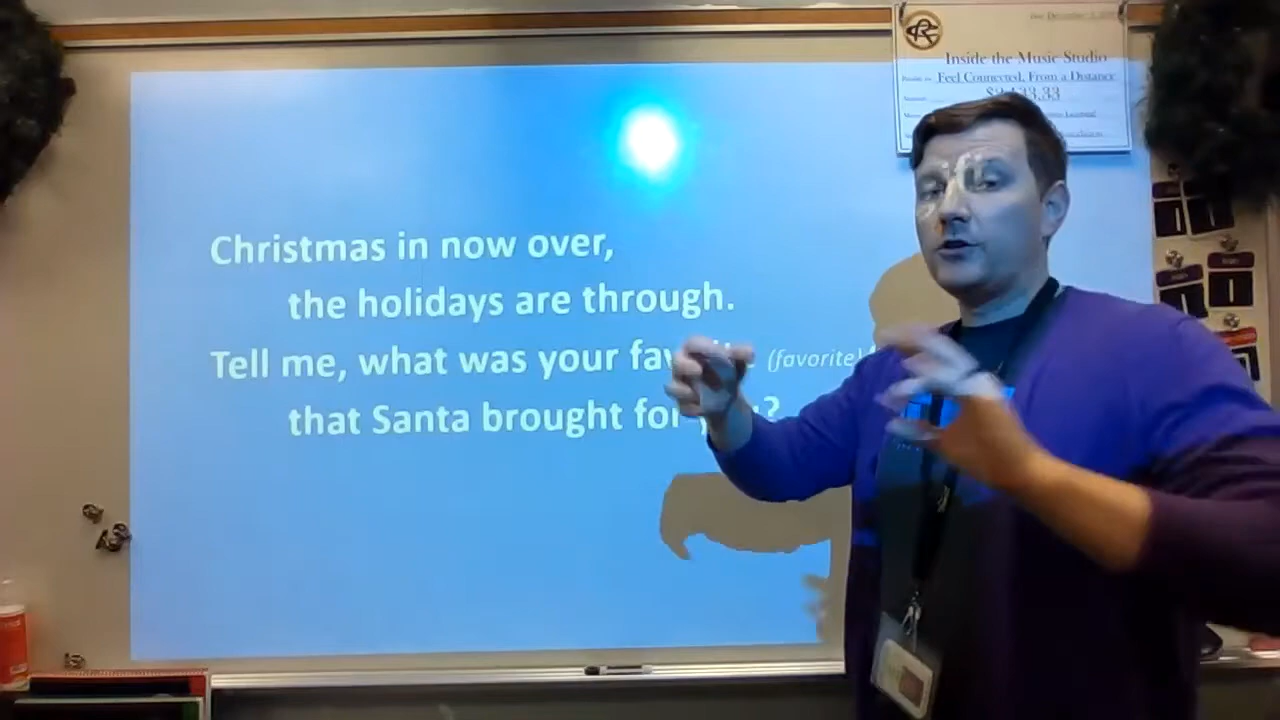 Inside the Music Studio
Feel Connected, From a Distance
Christmas in now over,
the holidays are through.
Tell me, what was your (favorite)
that Santa brought for